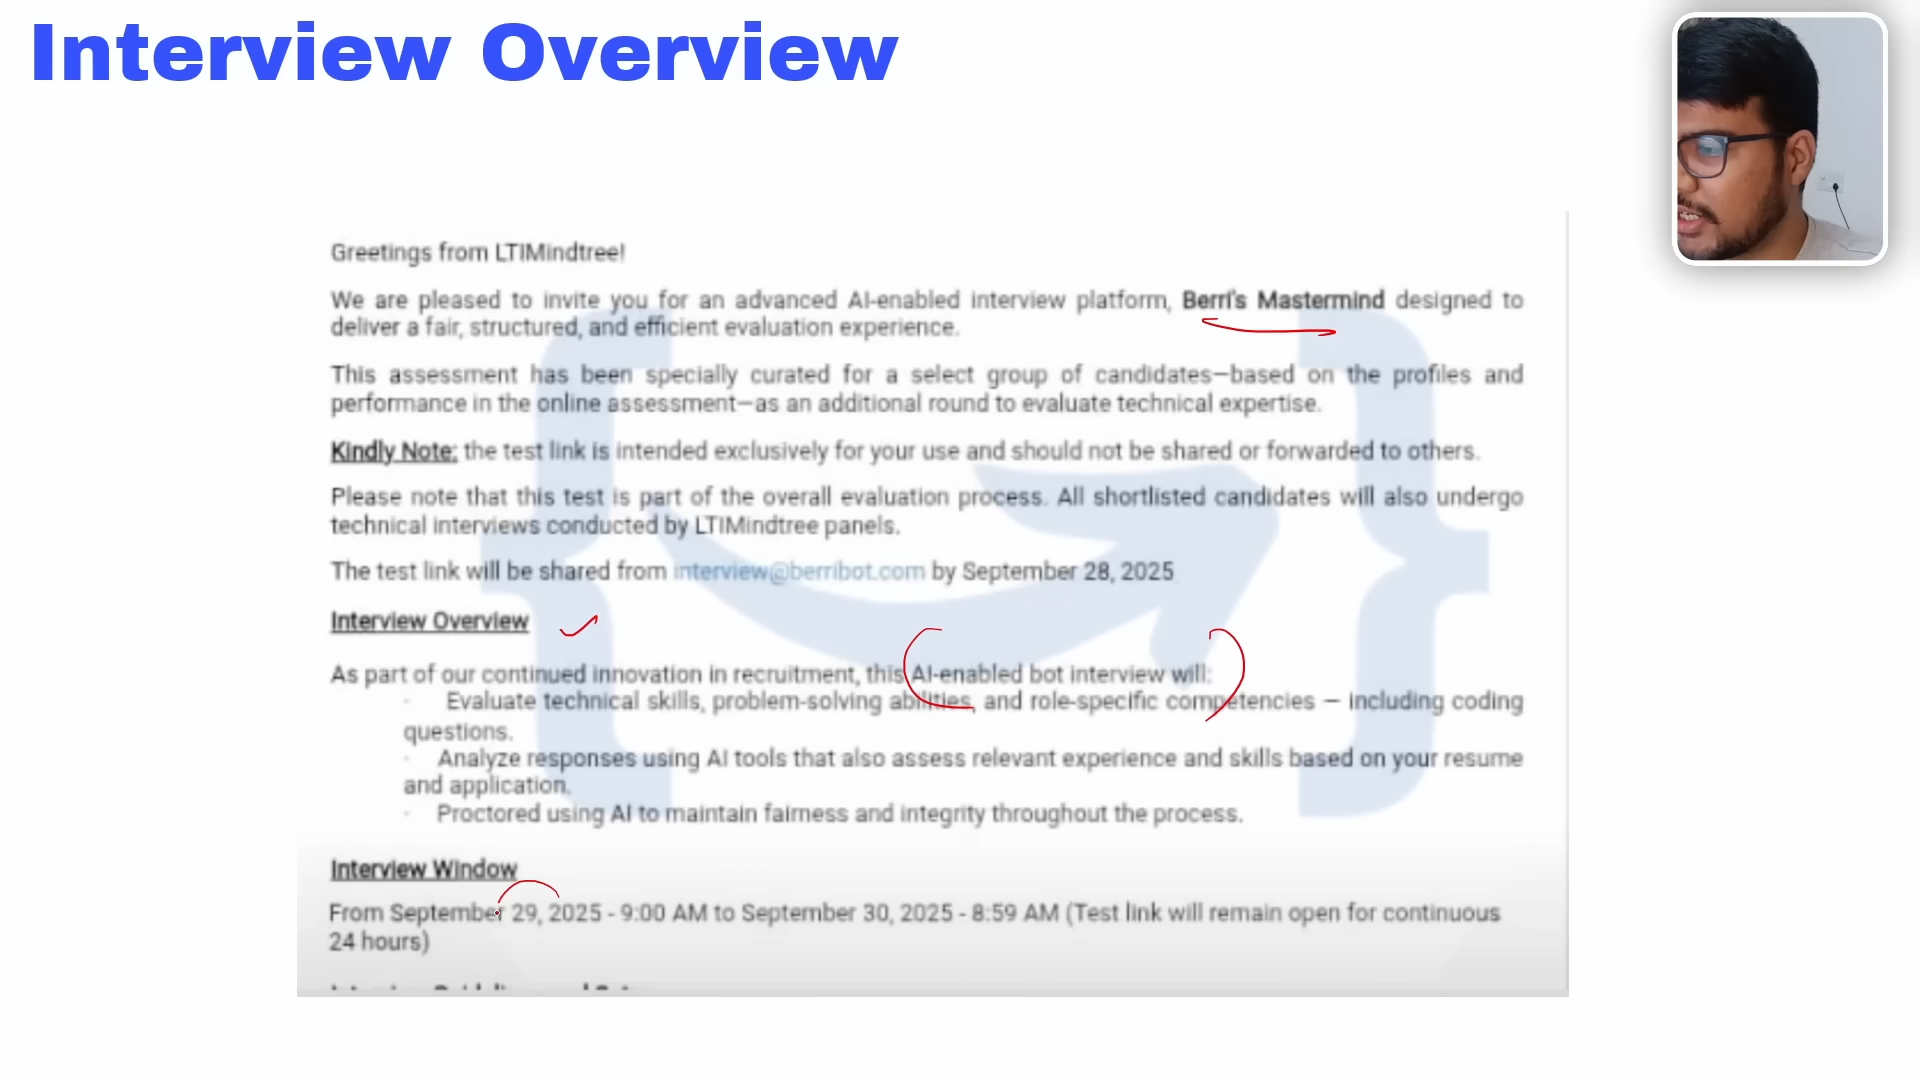 Interview Overview
Greetings from LTIMindtree!
We are pleased to invite you for an advanced AI-enabled interview platform, Berri's Mastermind designed to
deliver a fair, structured, and efficient evaluation experience.
This assessment has been specially curated for a select group of candidates—based on the profiles and
performance in the online assessment—as an additional round to evaluate technical expertise.
Kindly Note: the test link is intended exclusively for your use and should not be shared or forwarded to others.
Please note that this test is part of the overall evaluation process. All shortlisted candidates will also undergo
technical interviews conducted by LTIMindtree panels.
The test link will be shared from interview@berribot.com by September 28, 2025
Interview Overview
As part of our continued innovation in recruitment, this AI-enabled bot interview will:
· Evaluate technical skills, problem-solving abilities, and role-specific competencies — including coding
questions.
· Analyze responses using AI tools that also assess relevant experience and skills based on your resume
and application.
· Proctored using AI to maintain fairness and integrity throughout the process.
Interview Window
From September 29, 2025 - 9:00 AM to September 30, 2025 - 8:59 AM (Test link will remain open for continuous
24 hours)